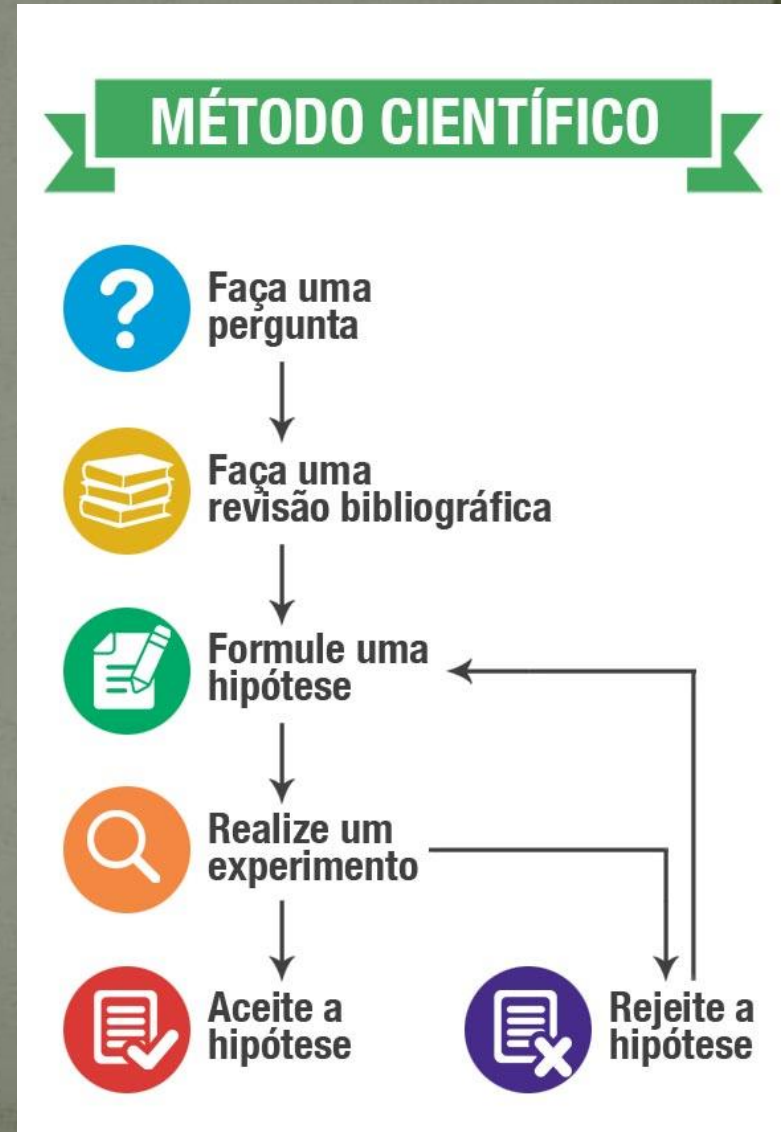 MÉTODO CIENTÍFICO
Faça uma
pergunta
Faça uma
revisão bibliográfica
Formule uma
hipótese
Realize um
experimento
Aceite a
hipótese
Rejeite a
hipótese